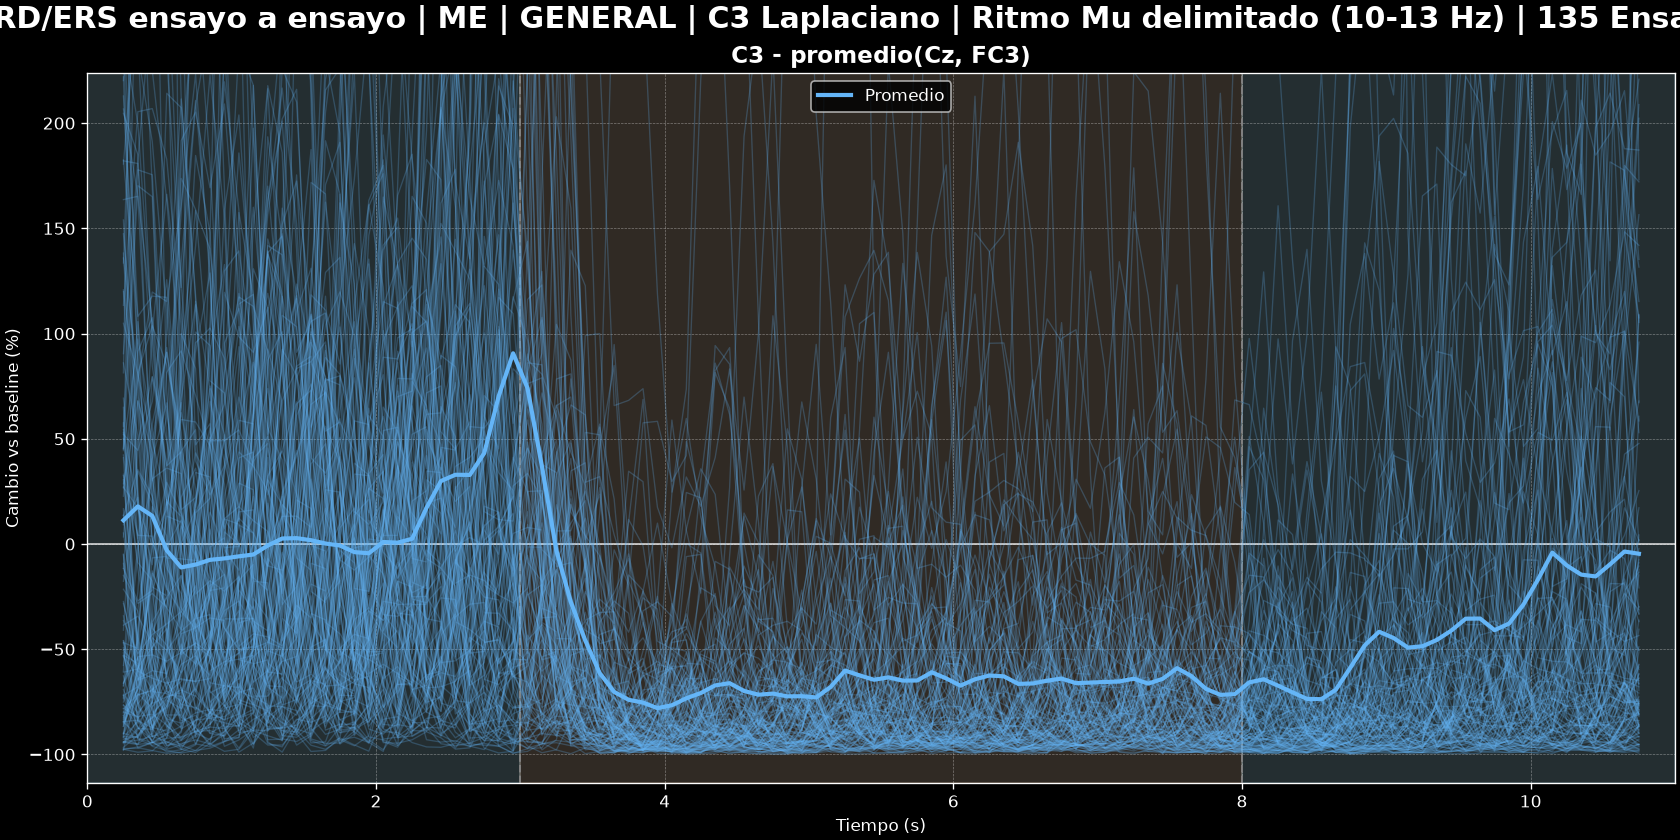 RD/ERS ensayo a ensayo | ME | GENERAL | C3 Laplaciano | Ritmo Mu delimitado (10-13 Hz) | 135 Ensa
C3 - promedio(Cz, FC3)
Promedio
Cambio vs baseline (%)
200
150
100
50
0
−50
−100
0
2
4
6
8
10
Tiempo (s)